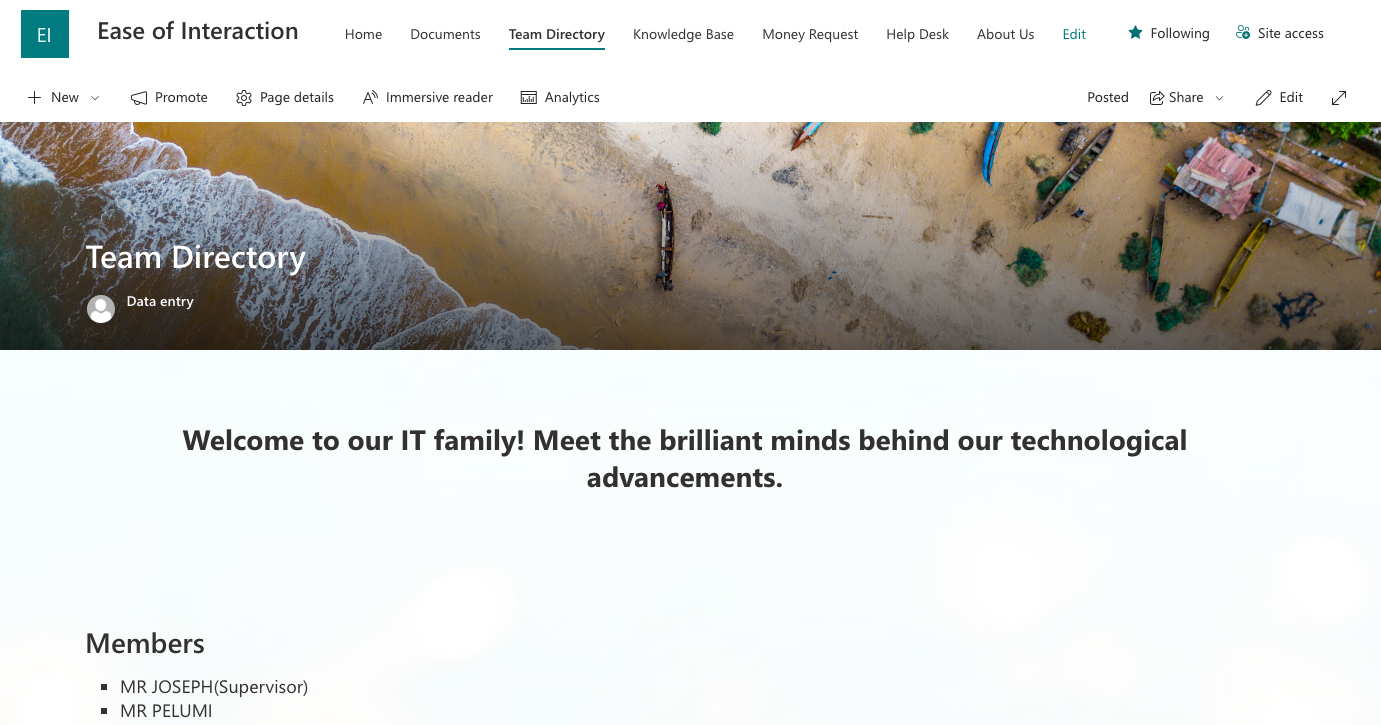 EI
Ease of Interaction
Home Documents Team Directory Knowledge Base Money Request Help Desk About Us Edit
Following Site access
New Promote Page details Immersive reader Analytics
Posted Share Edit
Team Directory
Data entry
Welcome to our IT family! Meet the brilliant minds behind our technological
advancements.
Members
MR JOSEPH(Supervisor)
MR PELUMI